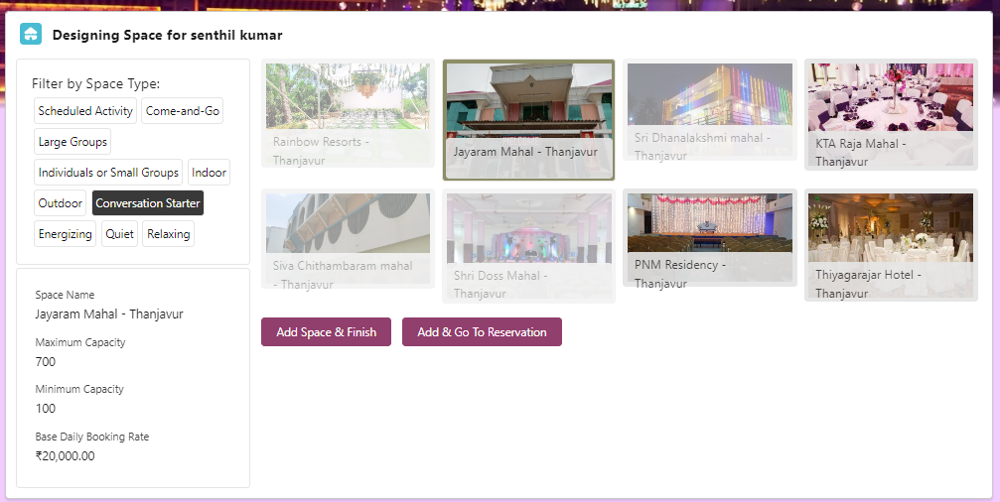 Designing Space for senthil kumar
Filter by Space Type:
Scheduled Activity
Come-and-Go
Large Groups
Individuals or Small Groups
Indoor
Outdoor
Conversation Starter
Energizing
Quiet
Relaxing
Space Name
Jayaram Mahal - Thanjavur
Maximum Capacity
700
Minimum Capacity
100
Base Daily Booking Rate
₹20,000.00
Rainbow Resorts -
Thanjavur
Jayaram Mahal - Thanjavur
Sri Dhanalakshmi mahal -
Thanjavur
KTA Raja Mahal -
Thanjavur
Siva Chithambaram mahal
- Thanjavur
Shri Doss Mahal -
Thanjavur
PNM Residency -
Thanjavur
Thiyagarajar Hotel -
Thanjavur
Add Space & Finish
Add & Go To Reservation